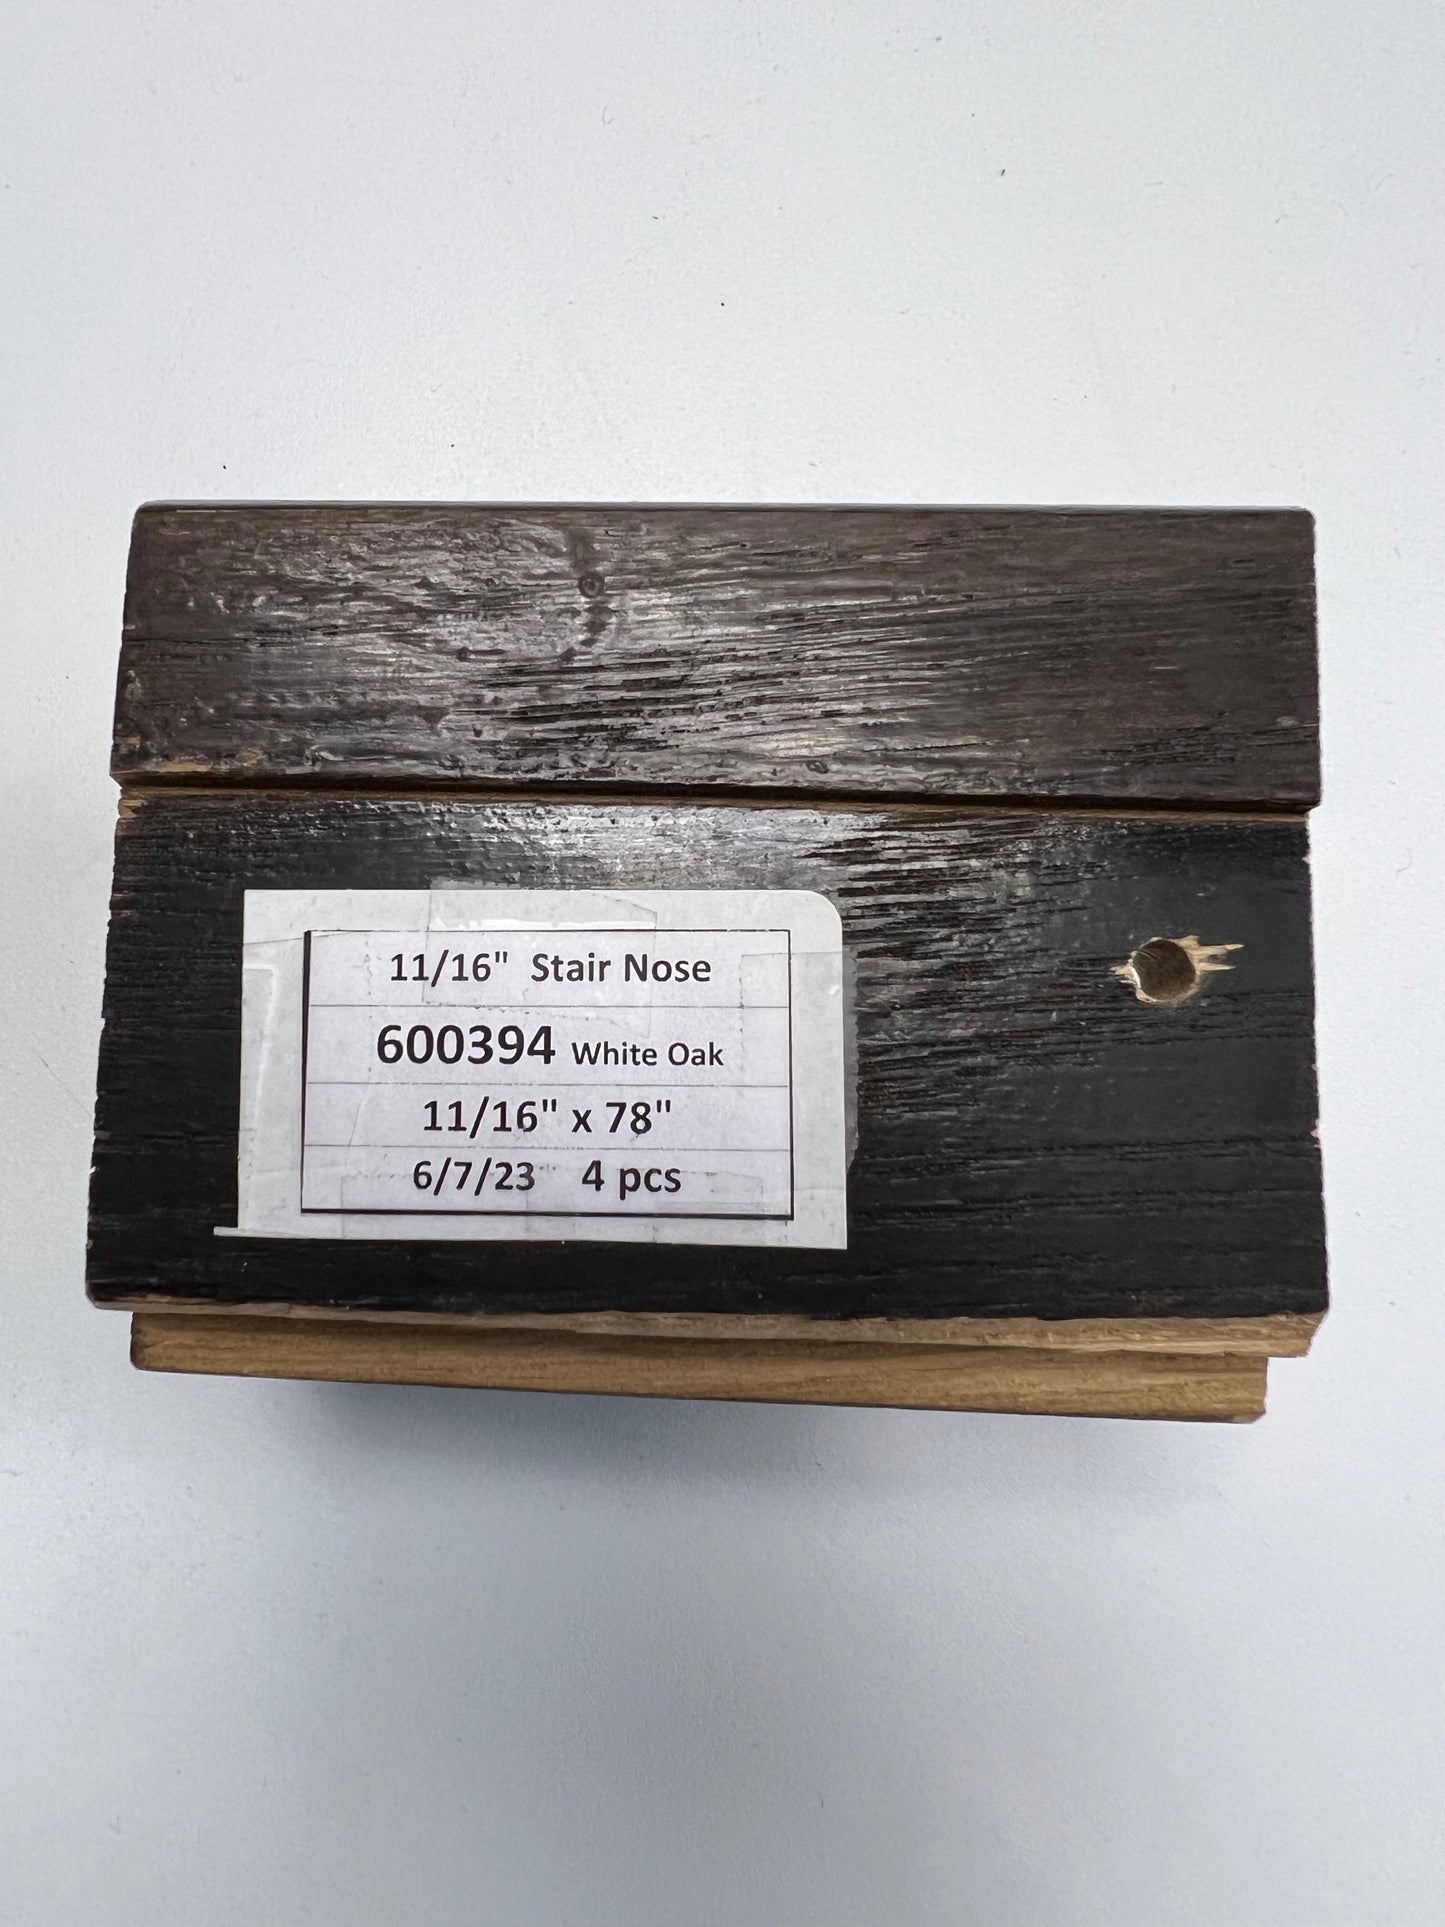 11/16" Stair Nose
600394 White Oak
11/16" x 78"
6/7/23 4 pcs